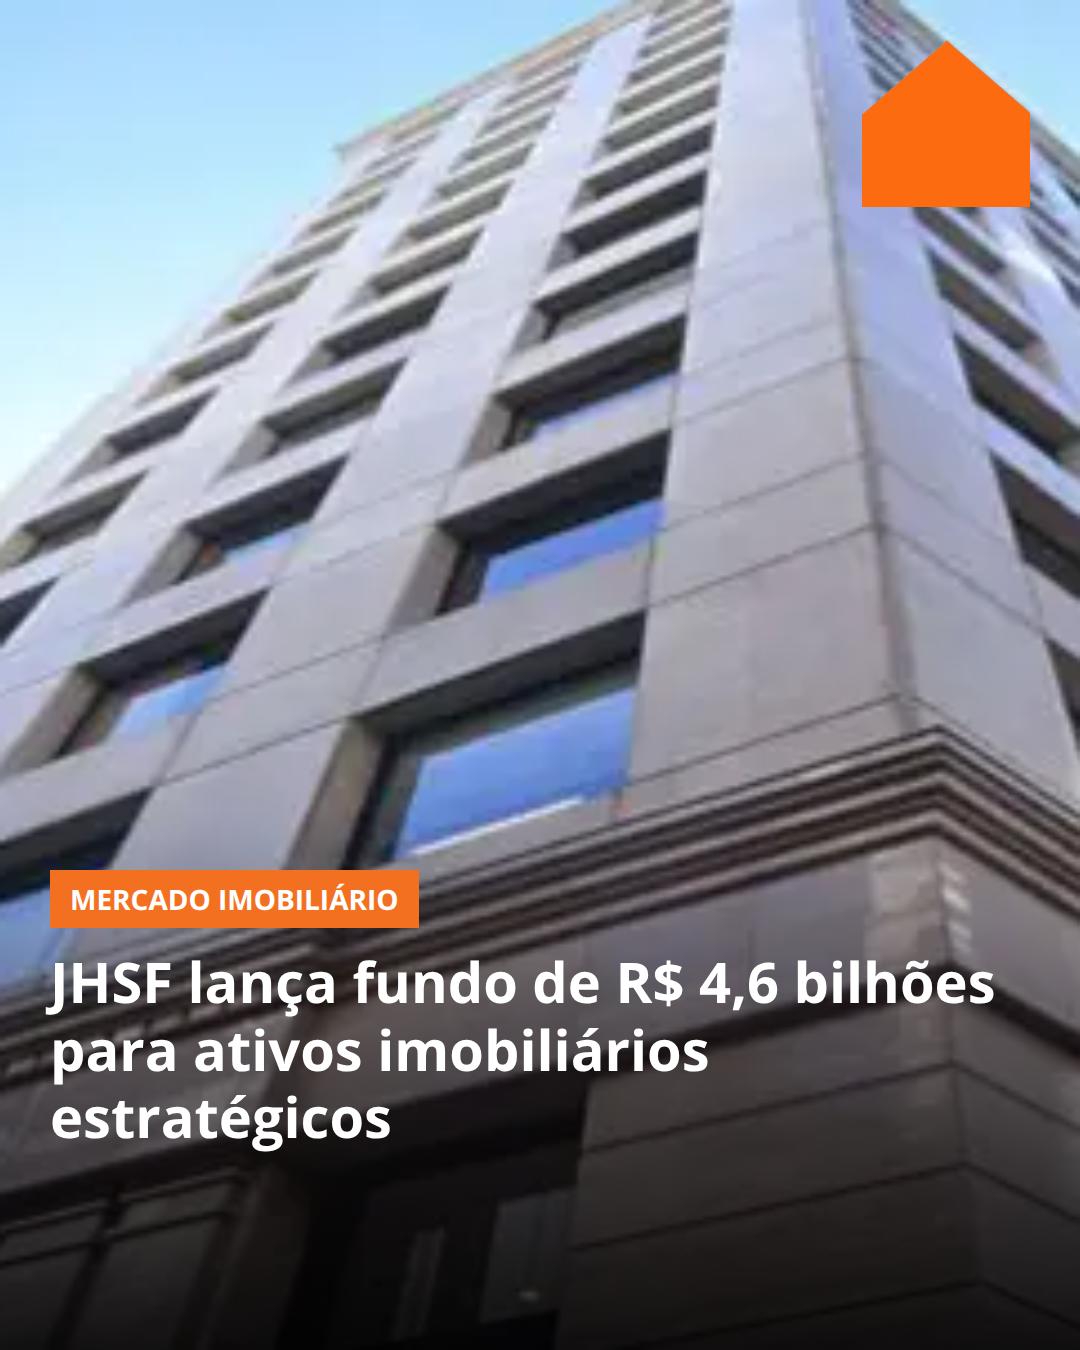 MERCADO IMOBILIÁRIO
JHSF lança fundo de R$ 4,6 bilhões
para ativos imobiliários
estratégicos